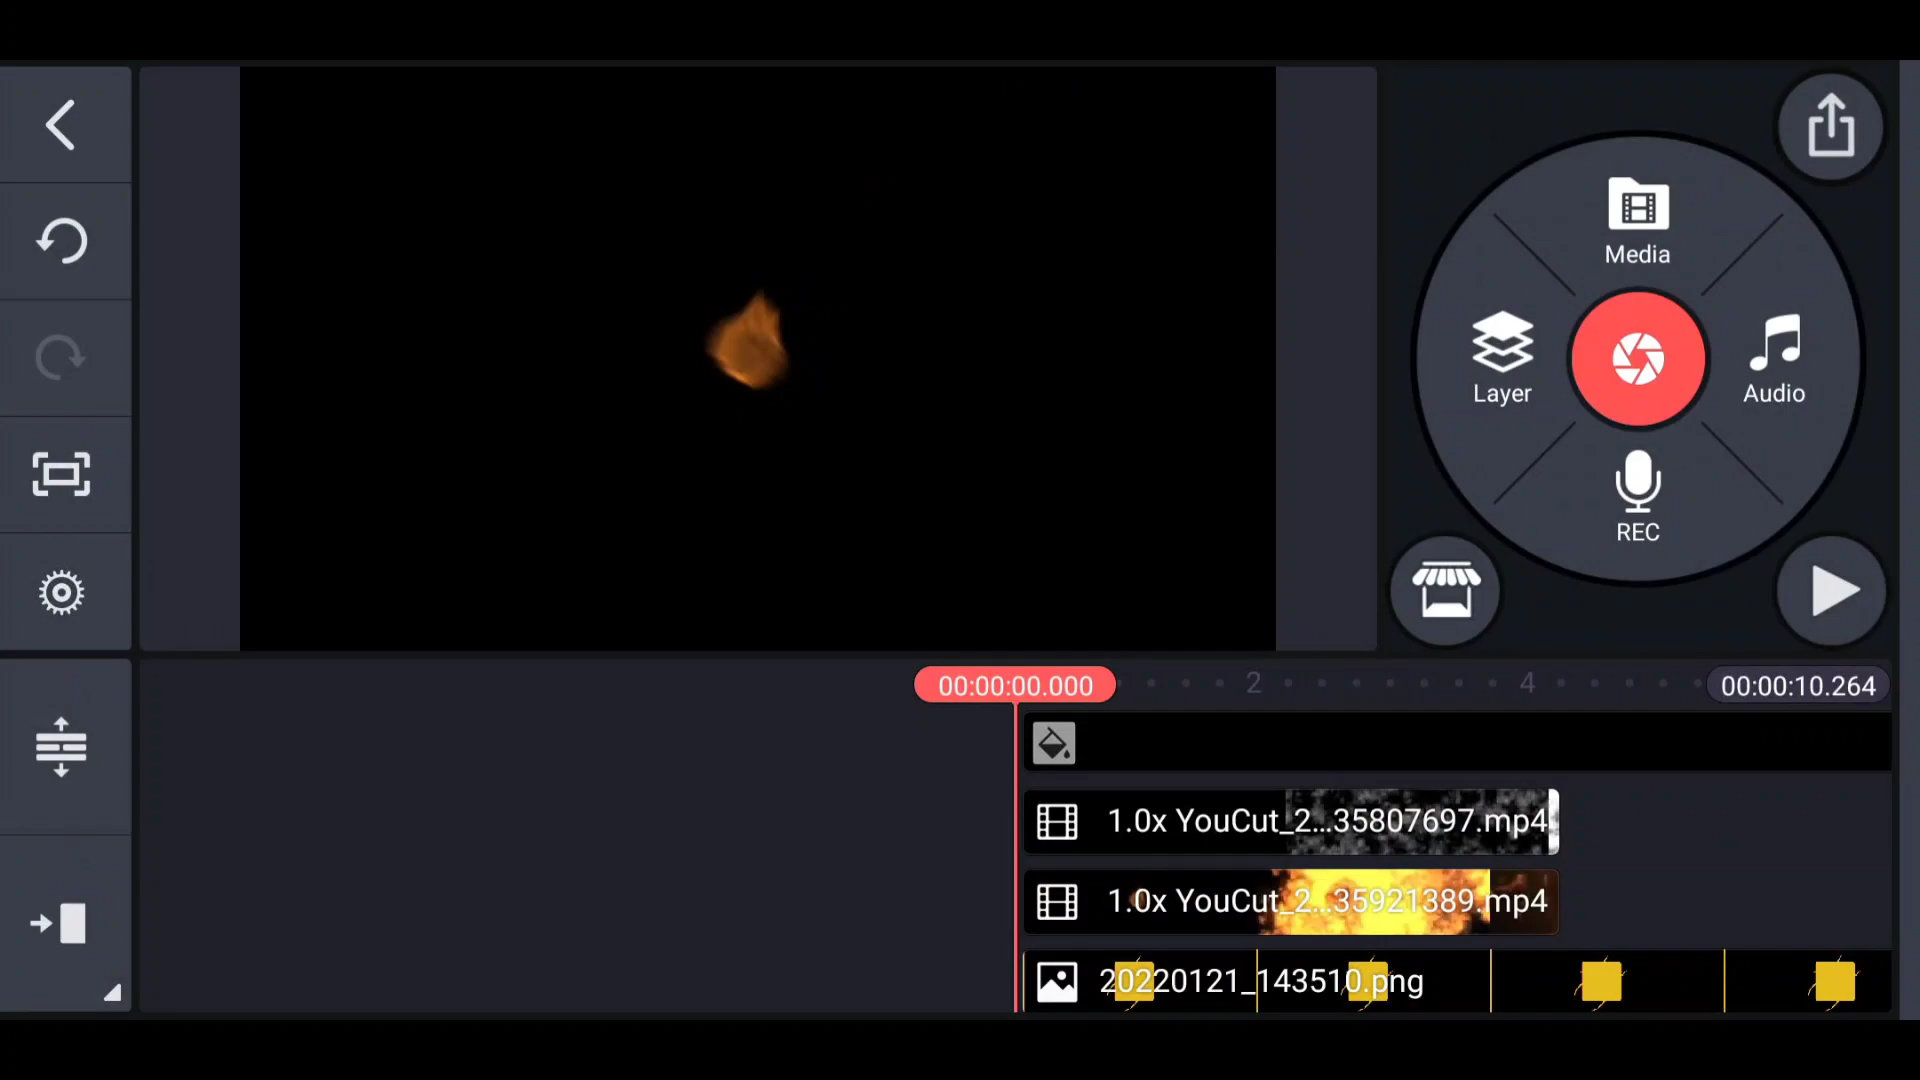 Media
Layer
Audio
REC
00:00:00.000
2
4
00:00:10.264
1.0x YouCut_2...35807697.mp4
1.0x YouCut_2...35921389.mp4
20220121_143510.png